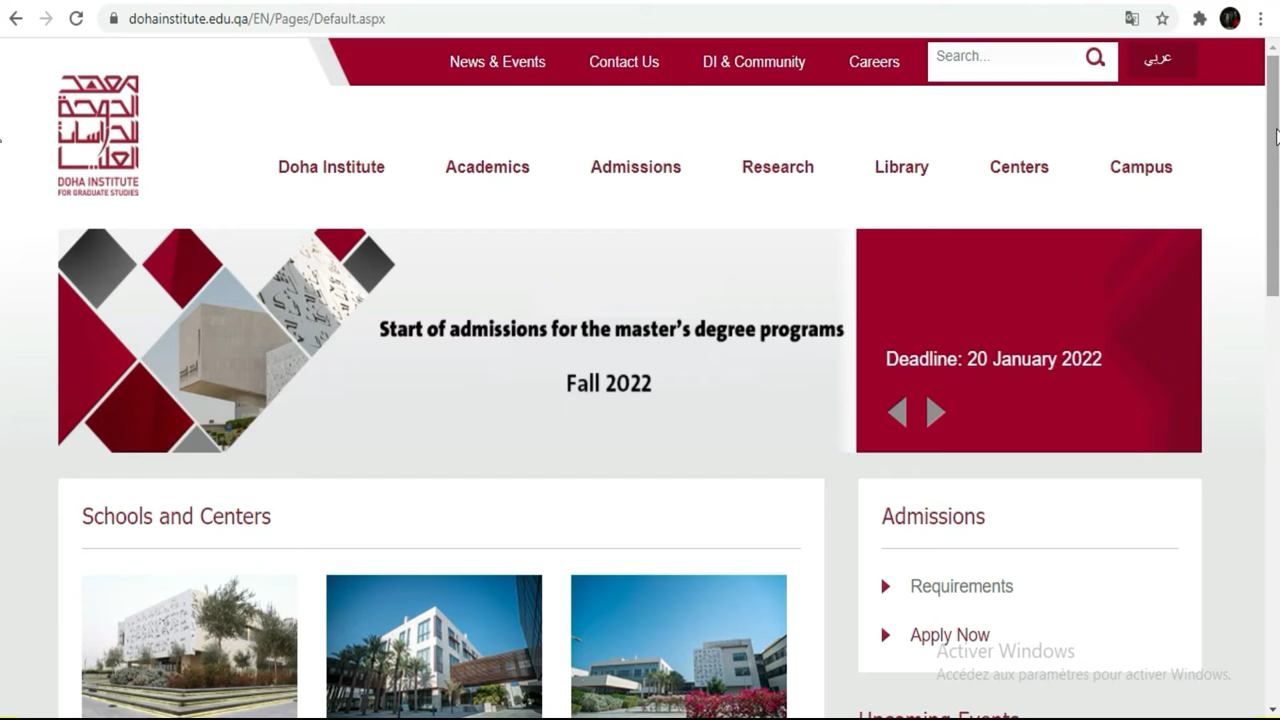 dohainstitute.edu.qa/EN/Pages/Default.aspx
News & Events
Contact Us
DI & Community
Careers
Search...
عربي
معهد
الدوحة
للدراسات
العليا
DOHA INSTITUTE
FOR GRADUATE STUDIES
Doha Institute
Academics
Admissions
Research
Library
Centers
Campus
Start of admissions for the master's degree programs
Fall 2022
Deadline: 20 January 2022
Schools and Centers
Admissions
Requirements
Apply Now
Activer Windows
Accédez aux paramètres pour activer Windows.
Upcoming Events